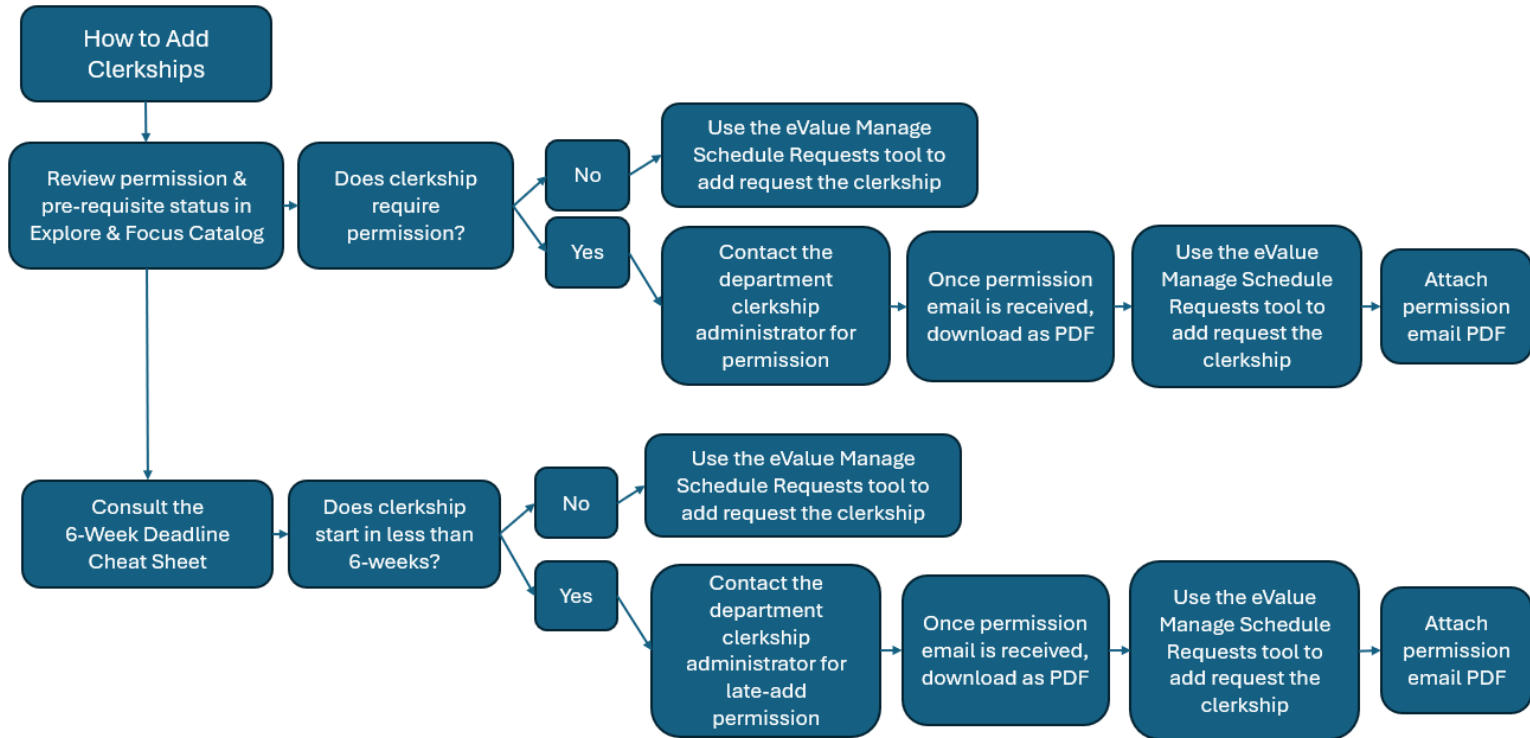 How to Add
Clerkships
Review permission &
pre-requisite status in
Explore & Focus Catalog
Does clerkship
require
permission?
No
Use the eValue Manage
Schedule Requests tool to
add request the clerkship
Yes
Contact the
department
clerkship
administrator for
permission
Once permission
email is received,
download as PDF
Use the eValue
Manage Schedule
Requests tool to
add request the
clerkship
Attach
permission
email PDF
Consult the
6-Week Deadline
Cheat Sheet
Does clerkship
start in less than
6-weeks?
No
Use the eValue Manage
Schedule Requests tool to
add request the clerkship
Yes
Contact the
department
clerkship
administrator for
late-add
permission
Once permission
email is received,
download as PDF
Use the eValue
Manage Schedule
Requests tool to
add request the
clerkship
Attach
permission
email PDF